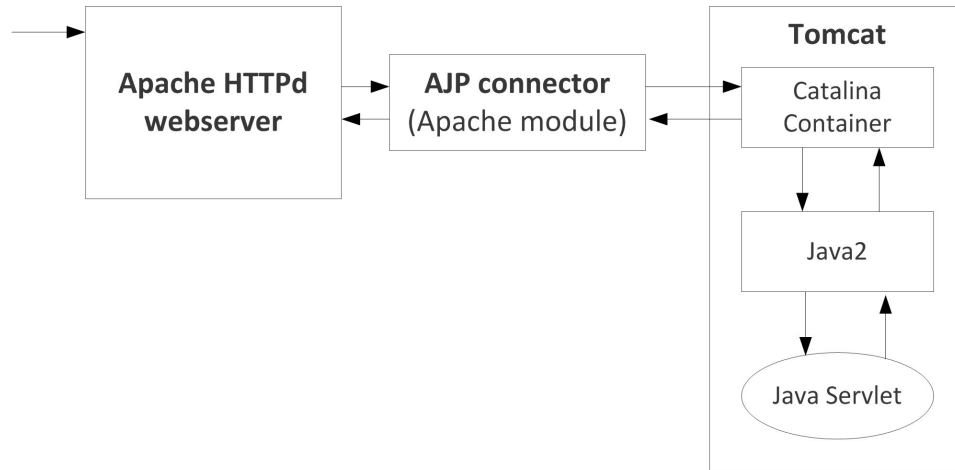 Apache HTTPd
webserver
AJP connector
(Apache module)
Tomcat
Catalina
Container
Java2
Java Servlet